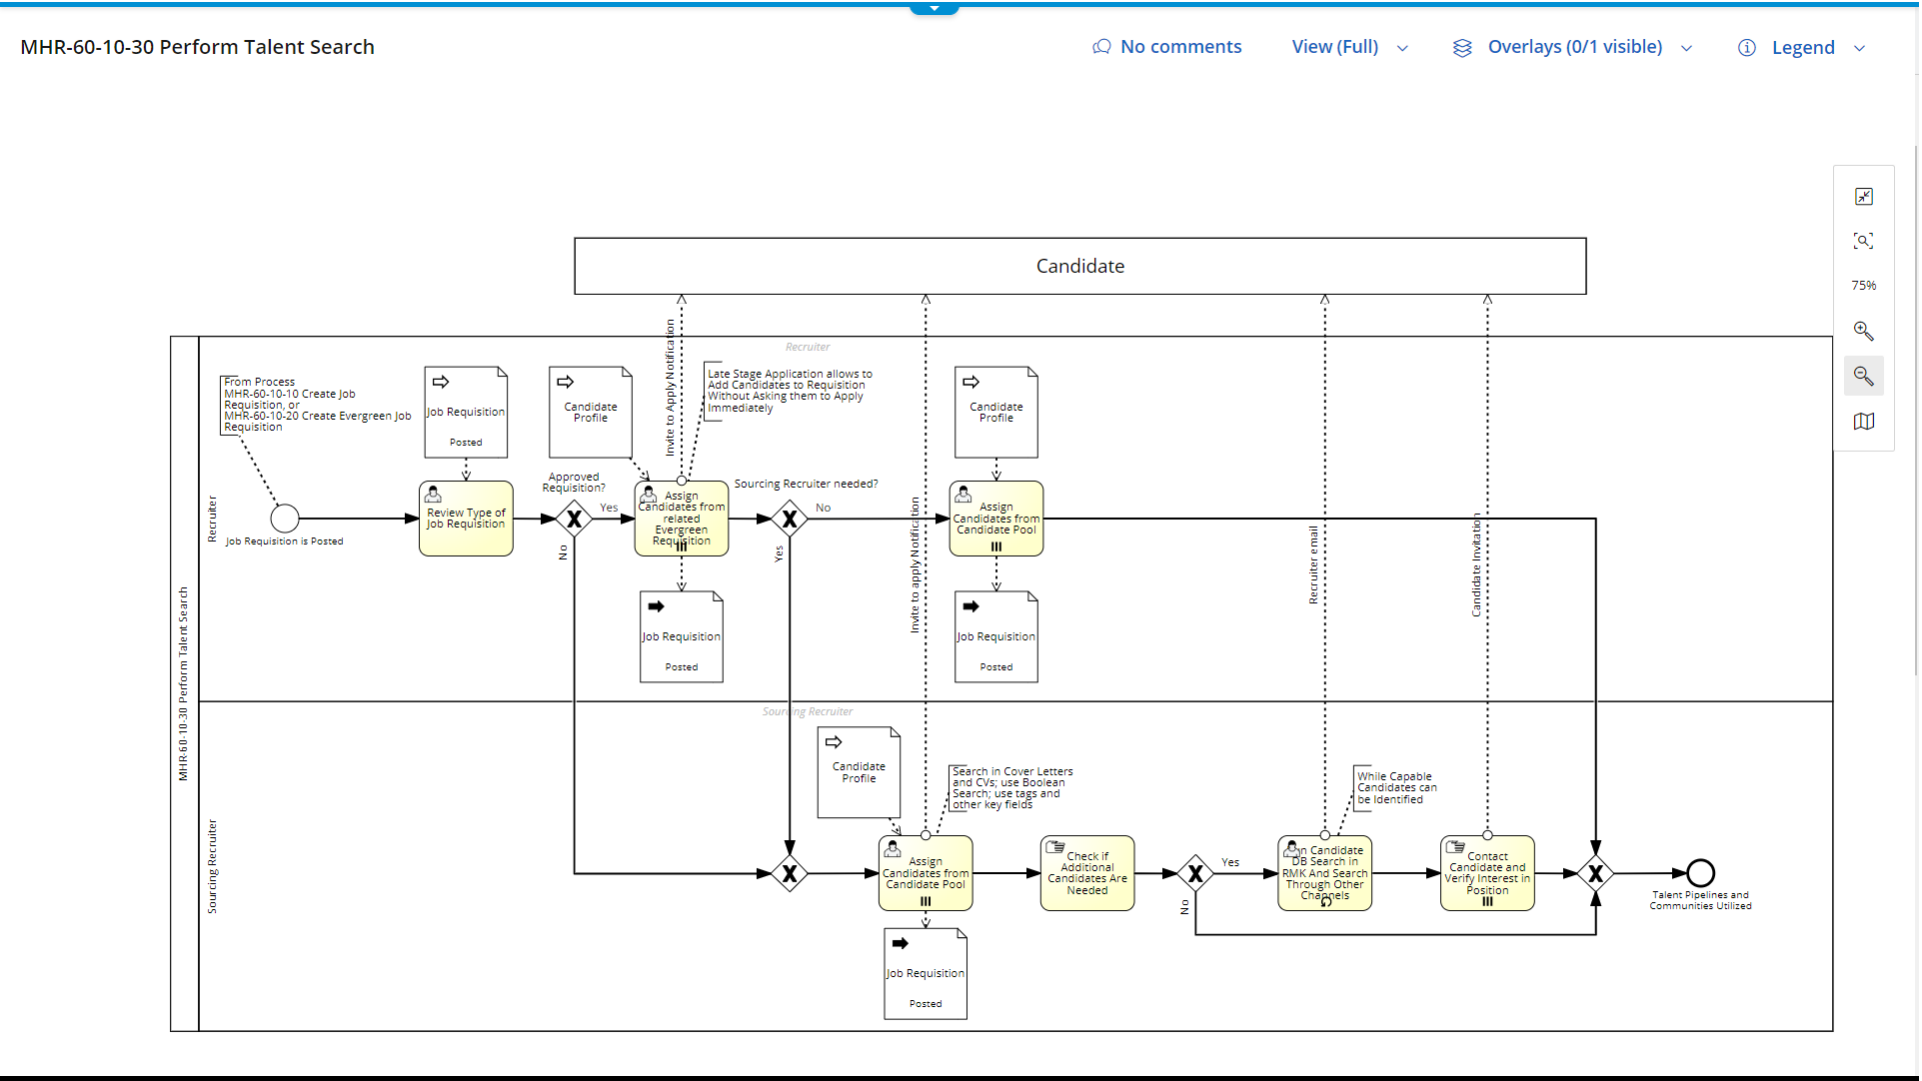 MHR-60-10-30 Perform Talent Search
No comments
View (Full)
Overlays (0/1 visible)
Legend
75%
Candidate
Recruiter
From Process
MHR-60-10-10 Create Job
Requisition, or
MHR-60-10-20 Create Evergreen Job
Requisition
Job Requisition
Posted
Candidate
Profile
Invite to Apply Notification
Late Stage Application allows to
Add Candidates to Requisition
Without Asking them to Apply
Immediately
Candidate
Profile
Recruiter
Job Requisition is Posted
Review Type of
Job Requisition
Approved
Requisition?
Yes
No
Assign
Candidates from
related
Evergreen
Requisition
Sourcing Recruiter needed?
No
Yes
Invite to apply Notification
Assign
Candidates from
Candidate Pool
Recruiter email
Candidate Invitation
Job Requisition
Posted
Job Requisition
Posted
MHR-60-10-30 Perform Talent Search
Sourcing Recruiter
Candidate
Profile
Search in Cover Letters
and CVs; use Boolean
Search; use tags and
other key fields
While Capable
Candidates can
be Identified
Sourcing Recruiter
Assign
Candidates from
Candidate Pool
Check if
Additional
Candidates Are
Needed
Yes
No
n Candidate
DB Search in
RMK And Search
Through Other
Channels
Contact
Candidate and
Verify Interest in
Position
Talent Pipelines and
Communities Utilized
Job Requisition
Posted